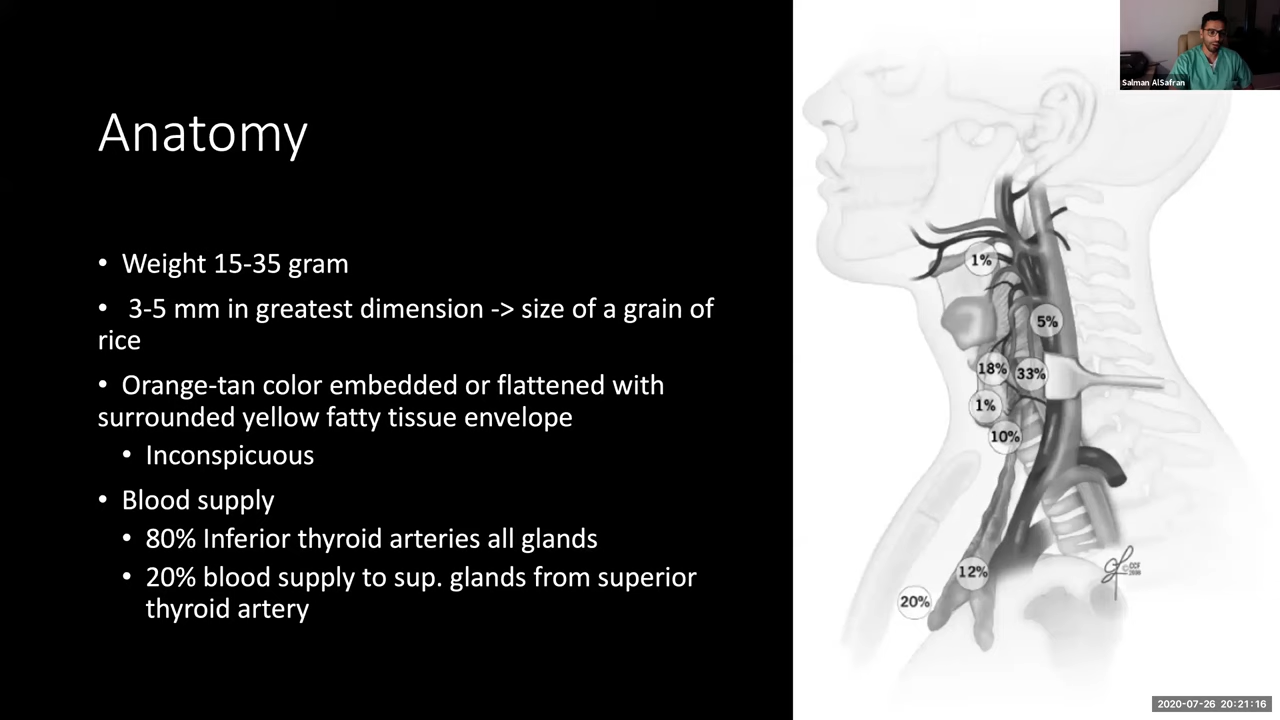 Salman AlSafran
Anatomy
• Weight 15-35 gram
• 3-5 mm in greatest dimension -> size of a grain of
rice
• Orange-tan color embedded or flattened with
surrounded yellow fatty tissue envelope
• Inconspicuous
• Blood supply
• 80% Inferior thyroid arteries all glands
• 20% blood supply to sup. glands from superior
thyroid artery
1%
5%
18% 33%
1%
10%
12%
20%
©CCF
2020-07-26 20:21:16